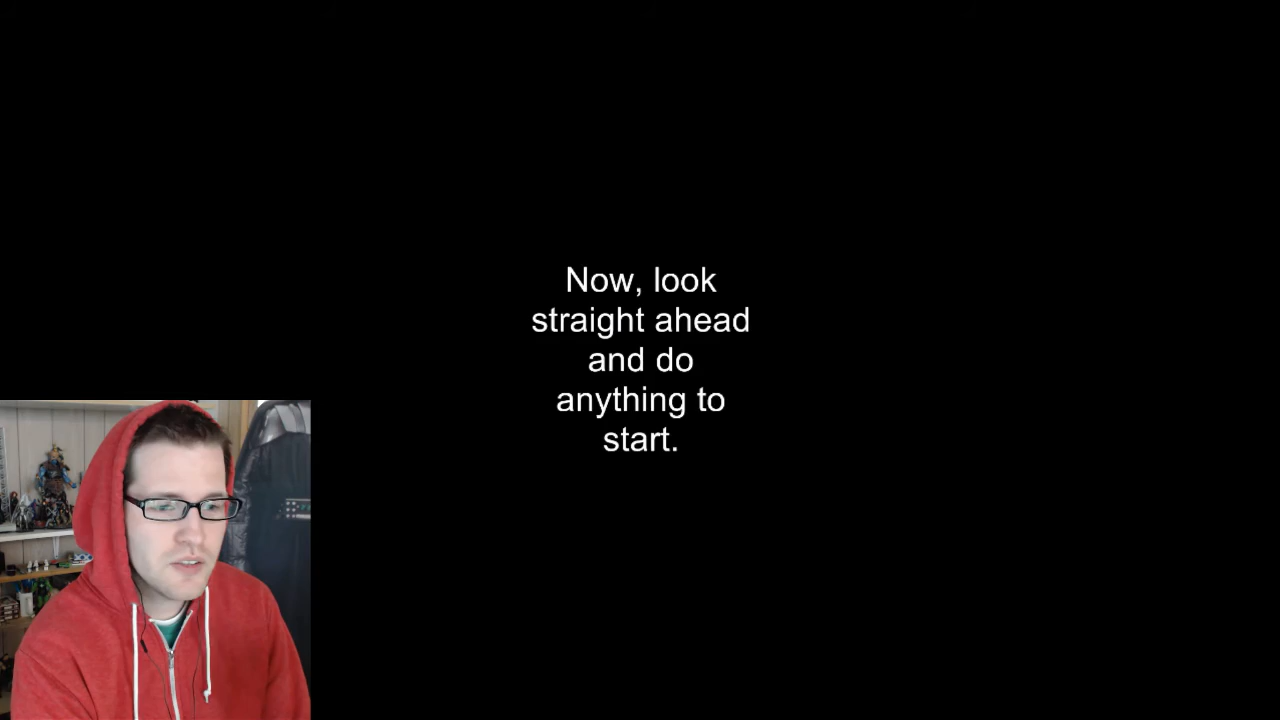 Now, look
straight ahead
and do
anything to
start.